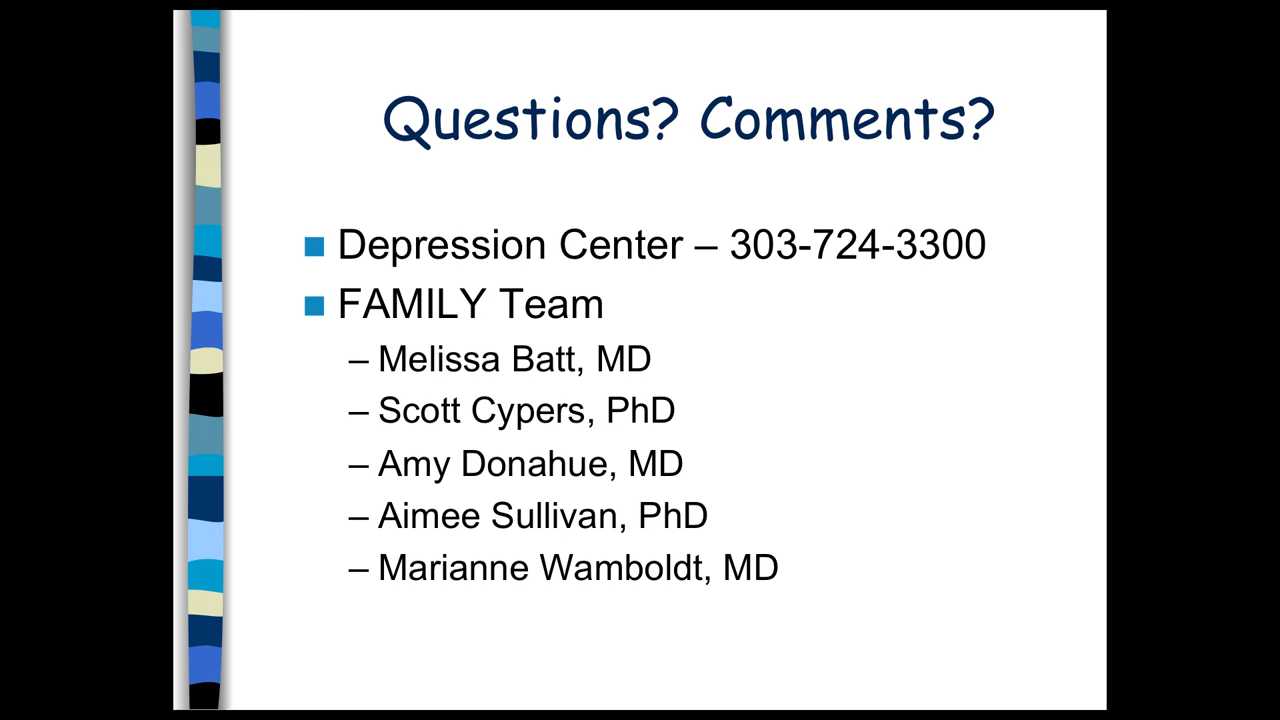 Questions? Comments?
Depression Center – 303-724-3300
FAMILY Team
– Melissa Batt, MD
– Scott Cypers, PhD
– Amy Donahue, MD
– Aimee Sullivan, PhD
– Marianne Wamboldt, MD